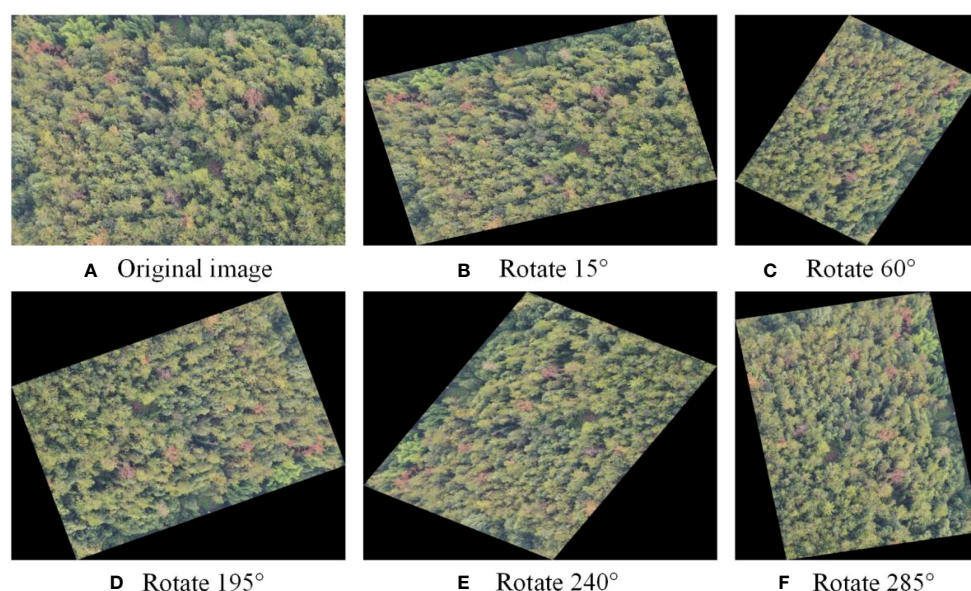 A Original image
B Rotate 15°
C Rotate 60°
D Rotate 195°
E Rotate 240°
F Rotate 285°